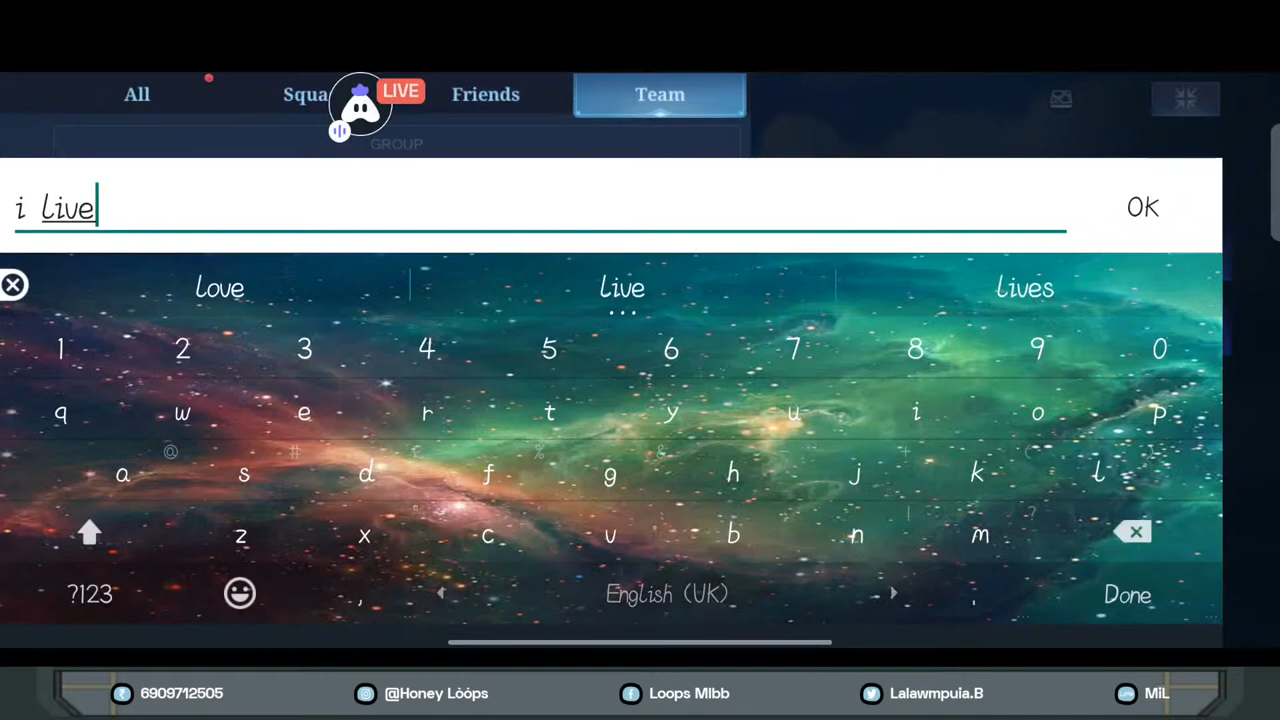 All Squa LIVE Friends Team
GROUP
i live OK
love live lives
1 2 3 4 5 6 7 8 9 0
q w e r t y u i o p
@ #
a s d f g h j k l
z x c v b n m
?123 , English (UK) Done
6909712505 @Honey Lòóps Loops Mlbb Lalawmpuia.B MiL